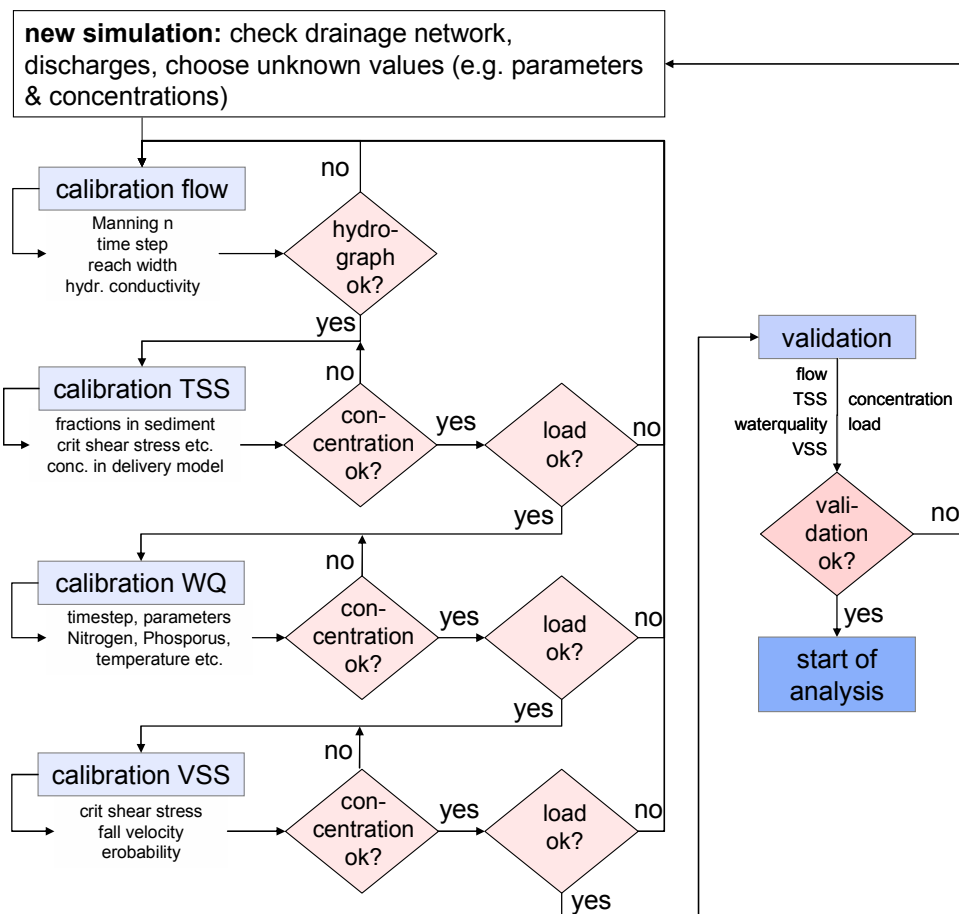 new simulation: check drainage network,
discharges, choose unknown values (e.g. parameters
& concentrations)
no
calibration flow
Manning n
time step
reach width
hydr. conductivity
hydro-
graph
ok?
yes
calibration TSS
fractions in sediment
crit shear stress etc.
conc. in delivery model
no
con-
centration
ok?
yes
load
ok?
no
yes
calibration WQ
timestep, parameters
Nitrogen, Phosporus,
temperature etc.
no
con-
centration
ok?
yes
load
ok?
no
yes
calibration VSS
crit shear stress
fall velocity
erobability
no
con-
centration
ok?
yes
load
ok?
no
yes
validation
flow
TSS
waterquality
VSS
concentration
load
vali-
dation
ok?
no
yes
start of
analysis